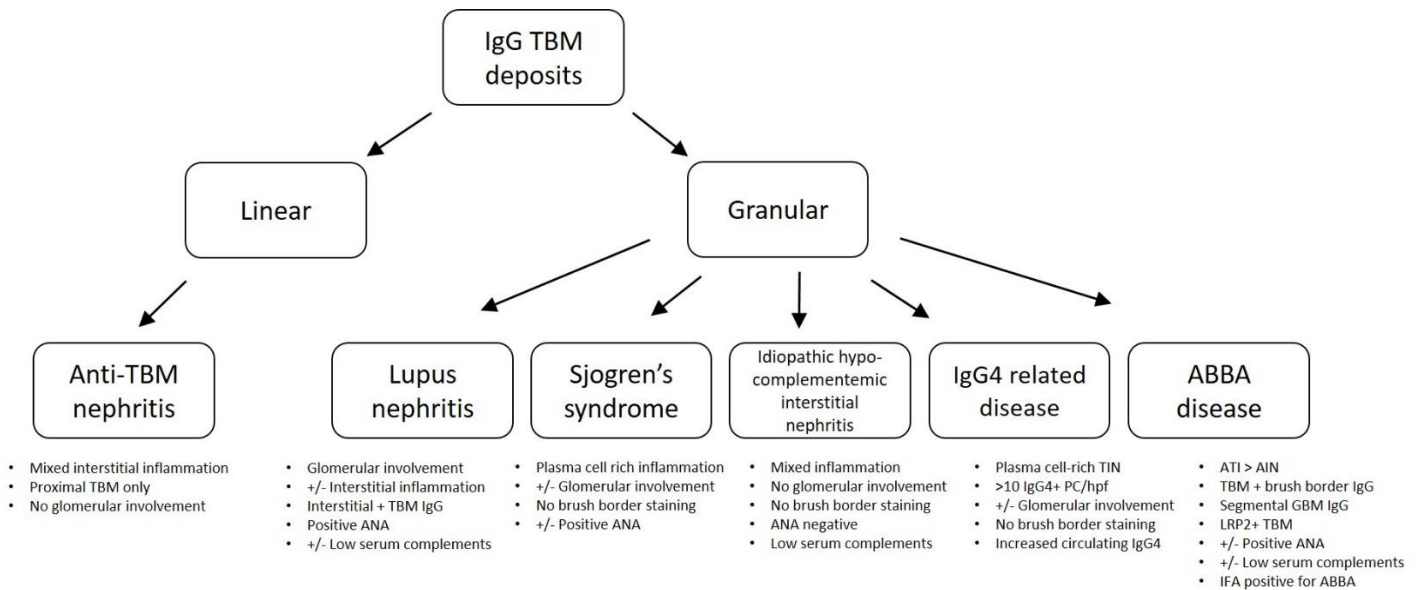 IgG TBM
deposits
Linear
Granular
Anti-TBM
nephritis
Lupus
nephritis
Sjogren's
syndrome
Idiopathic hypo-
complementemic
interstitial
nephritis
IgG4 related
disease
ABBA
disease
• Mixed interstitial inflammation
• Proximal TBM only
• No glomerular involvement
• Glomerular involvement
• +/- Interstitial inflammation
• Interstitial + TBM IgG
• Positive ANA
• +/- Low serum complements
• Plasma cell rich inflammation
• +/- Glomerular involvement
• No brush border staining
• +/- Positive ANA
• Mixed inflammation
• No glomerular involvement
• No brush border staining
• ANA negative
• Low serum complements
• Plasma cell-rich TIN
• >10 IgG4+ PC/hpf
• +/- Glomerular involvement
• No brush border staining
• Increased circulating IgG4
• ATI > AIN
• TBM + brush border IgG
• Segmental GBM IgG
• LRP2+ TBM
• +/- Positive ANA
• +/- Low serum complements
• IFA positive for ABBA